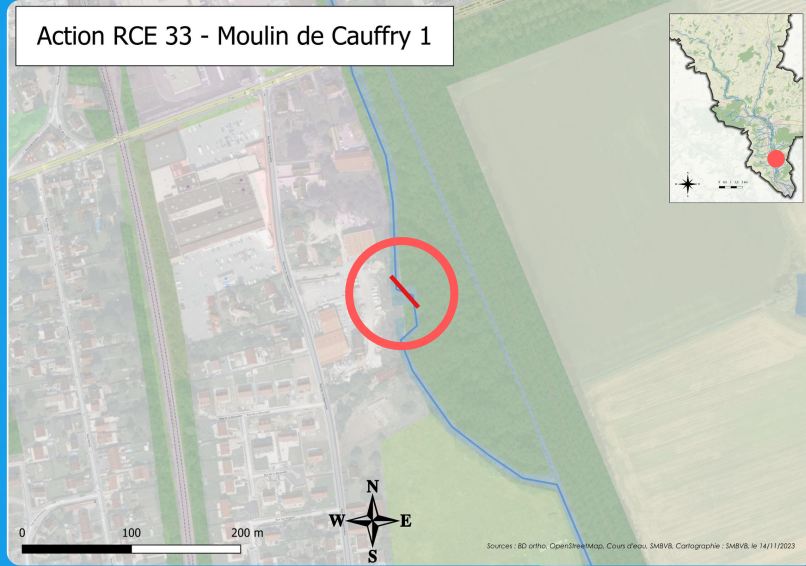 Action RCE 33 - Moulin de Cauffry 1
N
W E
S
0 100 200 m
Sources : BD ortho, OpenStreetMap, Cours d'eau, SMBVB, Cartographie : SMBVB, le 14/11/2023